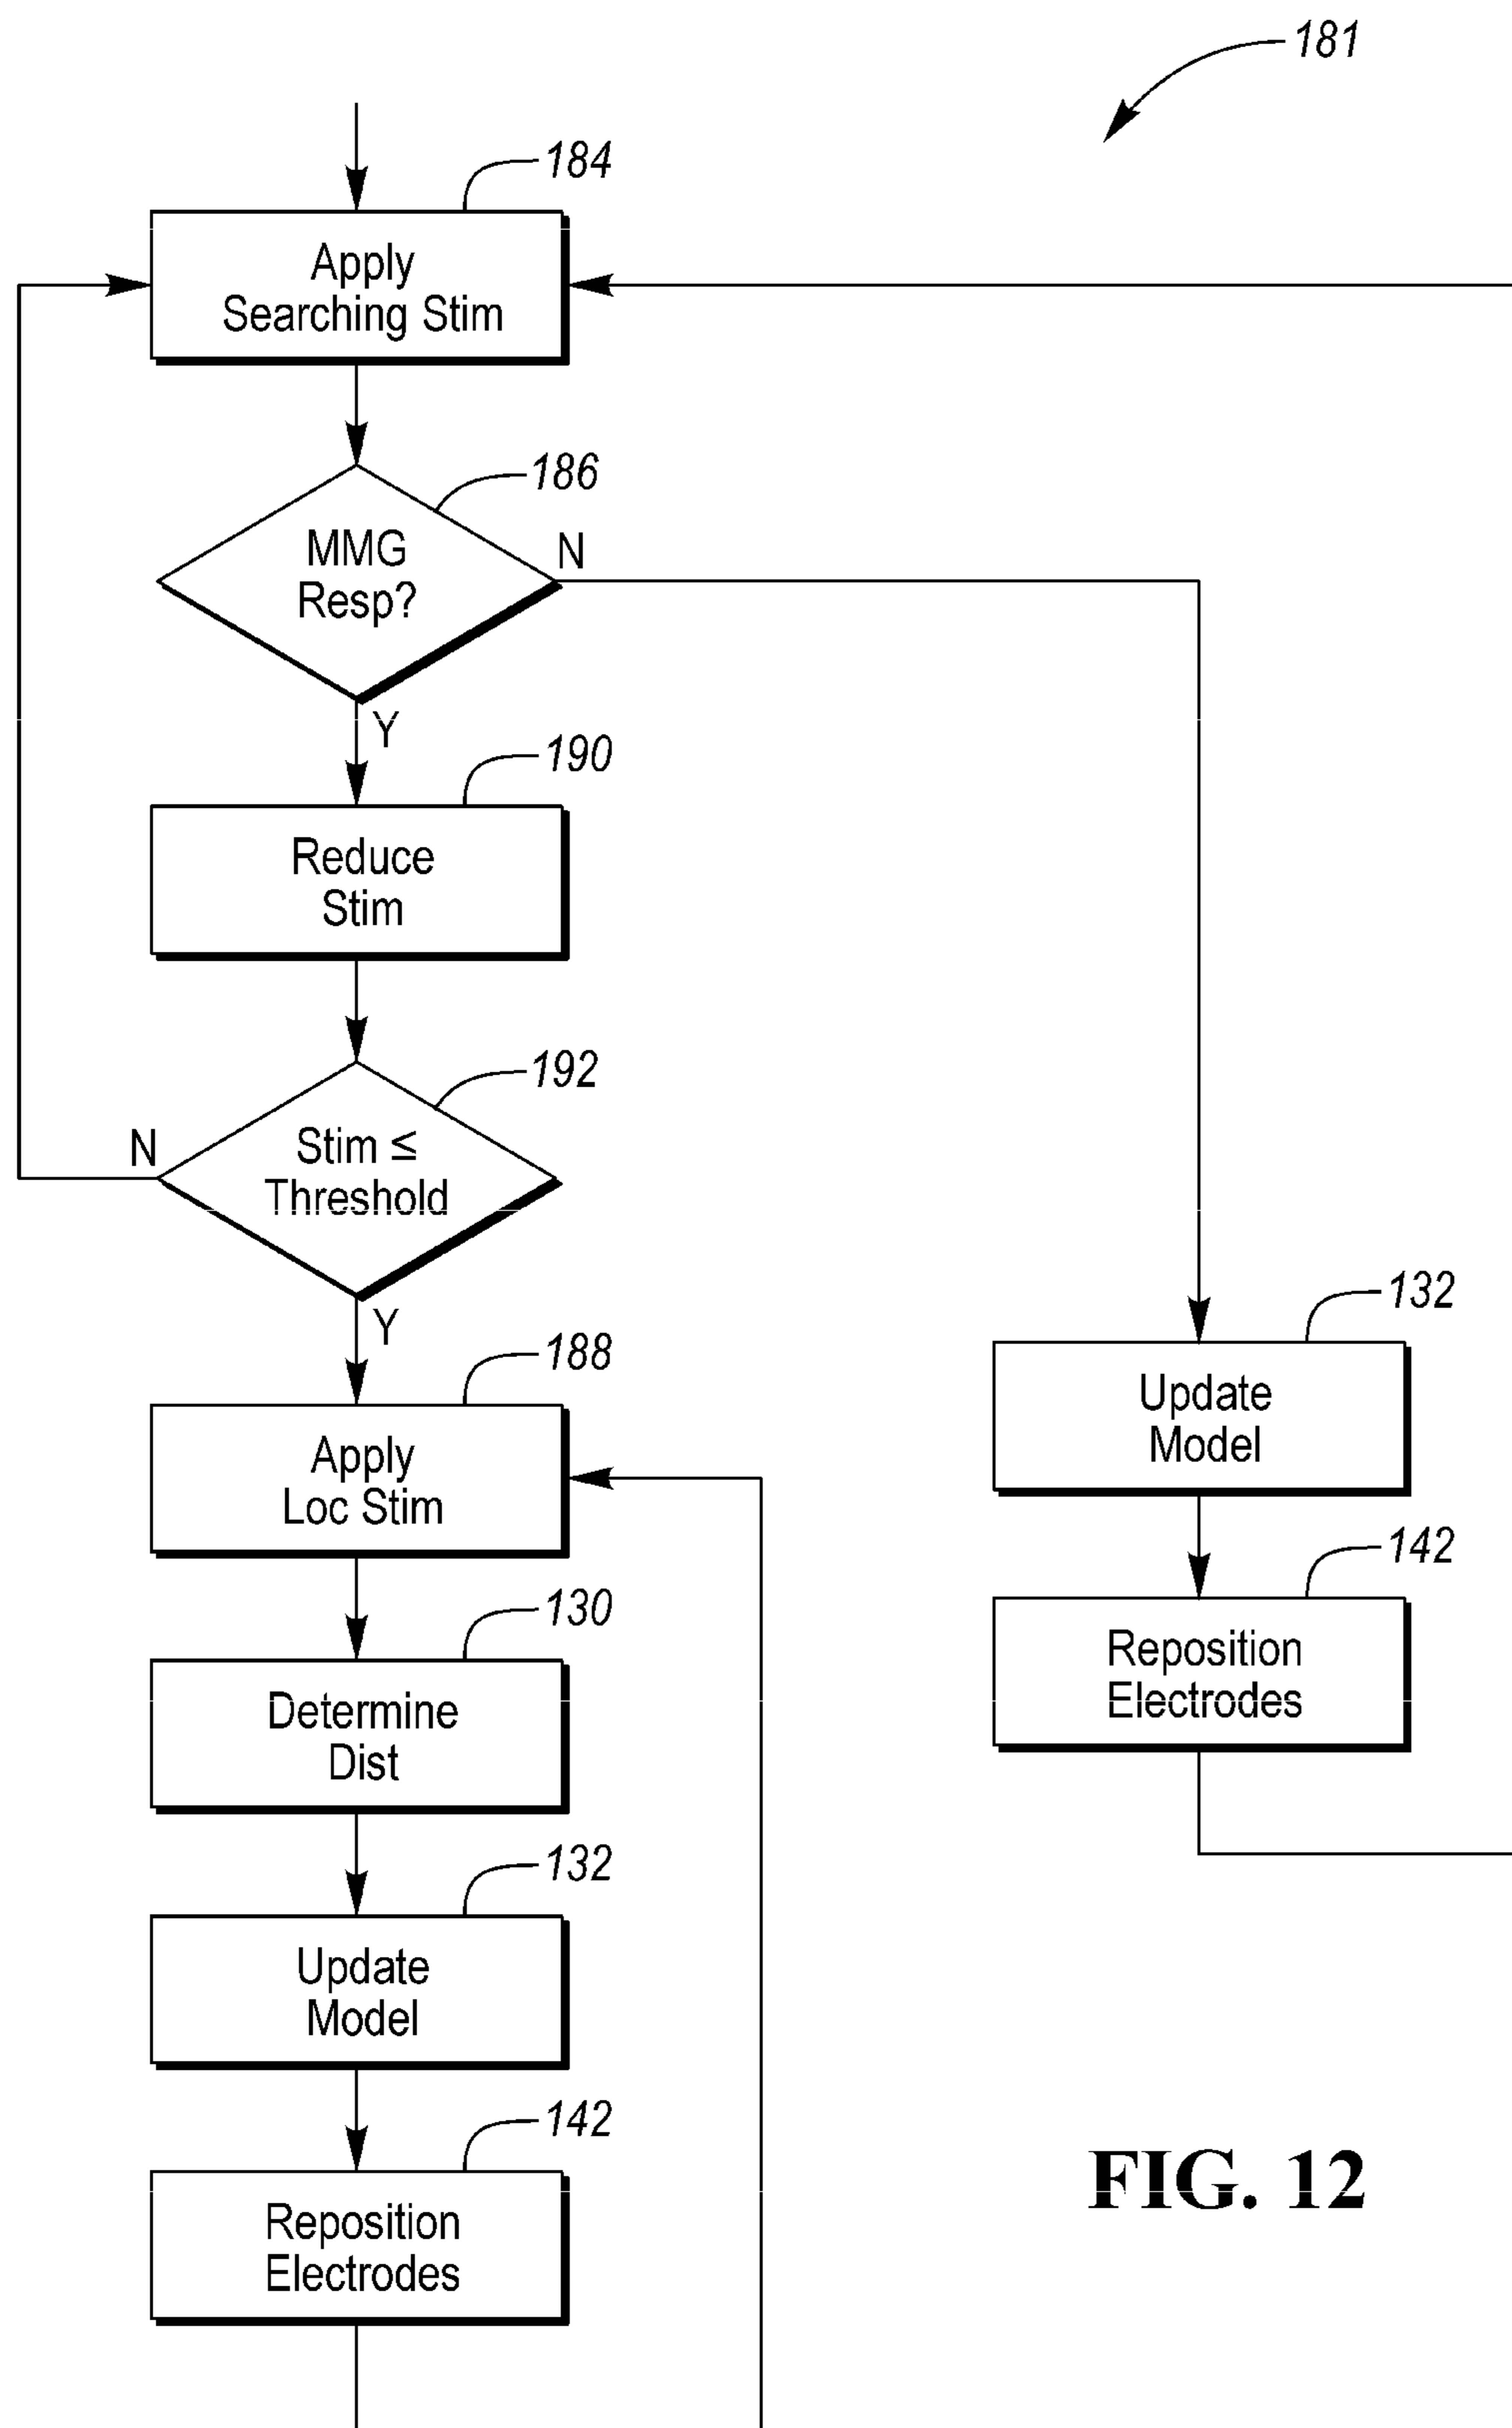 181
184
Apply
Searching Stim
186
MMG
Resp?
N
Y
190
Reduce
Stim
192
Stim ≤
Threshold
N
Y
188
Apply
Loc Stim
130
Determine
Dist
132
Update
Model
142
Reposition
Electrodes
132
Update
Model
142
Reposition
Electrodes
FIG. 12